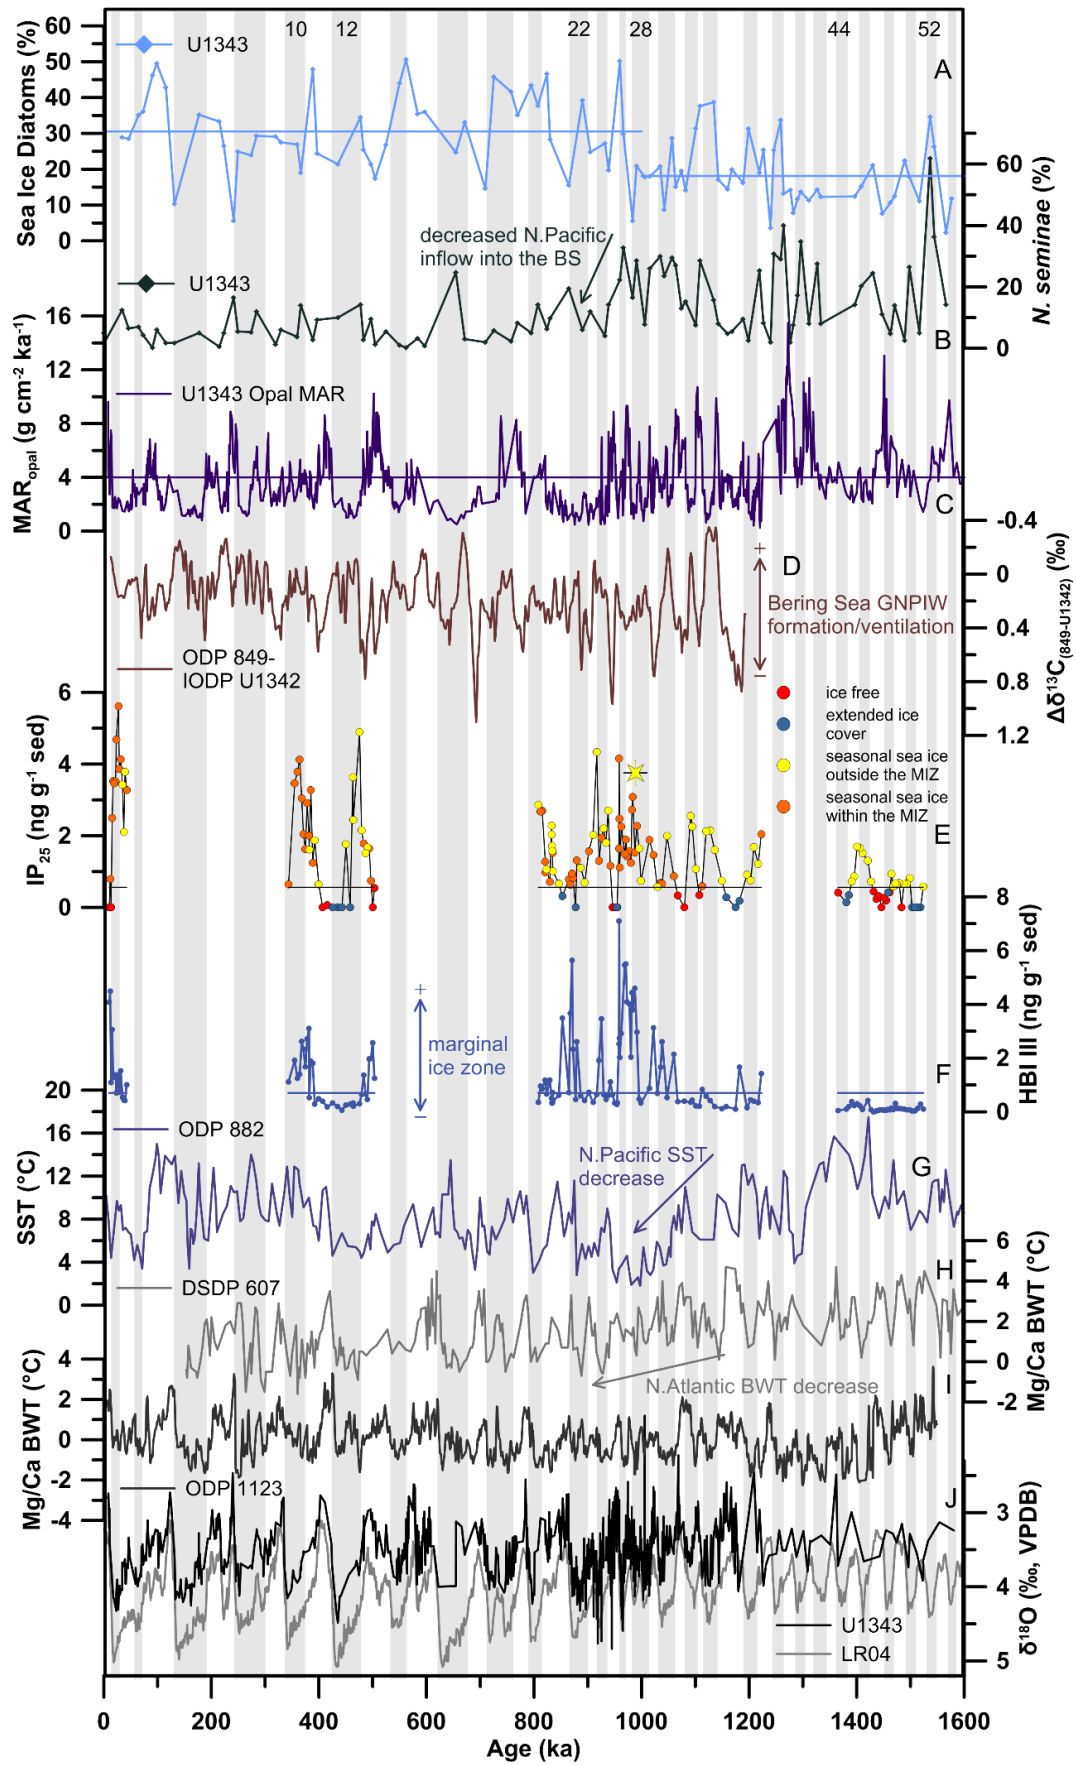 10 12 22 28 44 52
60
50
40
30
20
10
0
Sea Ice Diatoms (%)
U1343
A
60
40
20
0
N. seminae (%)
decreased N.Pacific
inflow into the BS
U1343
B
16
12
8
4
0
MARopal (g cm-2 ka-1)
U1343 Opal MAR
C
-0.4
0
0.4
0.8
1.2
Δδ13C(849-U1342) (‰)
D
+
Bering Sea GNPIW
formation/ventilation
-
ODP 849-
IODP U1342
6
4
2
0
IP25 (ng g-1 sed)
ice free
extended ice
cover
seasonal sea ice
outside the MIZ
seasonal sea ice
within the MIZ
E
8
6
4
2
0
HBI III (ng g-1 sed)
+
marginal
ice zone
-
F
20
16
12
8
4
0
SST (°C)
ODP 882
N.Pacific SST
decrease
G
6
4
2
0
-2
Mg/Ca BWT (°C)
DSDP 607
H
N.Atlantic BWT decrease
I
4
2
0
-2
-4
Mg/Ca BWT (°C)
ODP 1123
J
3
4
5
δ18O (‰, VPDB)
U1343
LR04
0 200 400 600 800 1000 1200 1400 1600
Age (ka)